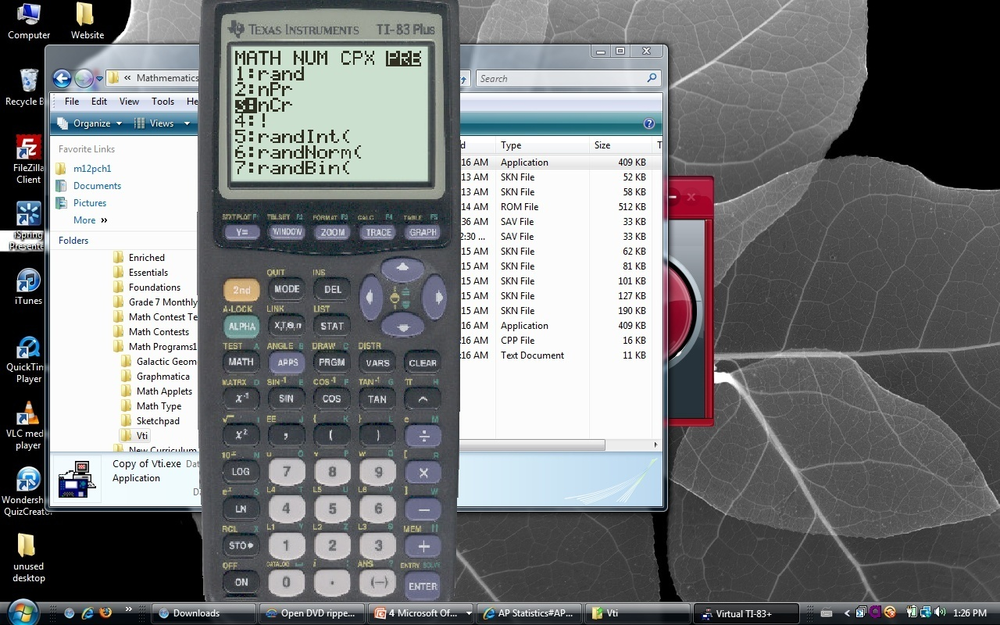 Computer
Website
Recycle B
FileZilla
Client
iSpring
Presente
iTunes
QuickTim
Player
VLC med
player
Wondersh
QuizCreato
unused
desktop
« Mathmematics
Search
File Edit View Tools He
Organize Views
Favorite Links
m12pch1
Documents
Pictures
More »
Folders
Enriched
Essentials
Foundations
Grade 7 Monthly
Math Contest Te
Math Contests
Math Programs1
Galactic Geom
Graphmatica
Math Applets
Math Type
Sketchpad
Vti
New Curriculum
Copy of Vti.exe Dat
Application
d Type Size T
16 AM Application 409 KB
13 AM SKN File 52 KB
13 AM SKN File 58 KB
14 AM ROM File 512 KB
36 AM SAV File 33 KB
2:30 ... SAV File 33 KB
15 AM SKN File 62 KB
15 AM SKN File 81 KB
15 AM SKN File 101 KB
15 AM SKN File 127 KB
15 AM SKN File 190 KB
16 AM Application 409 KB
:16 AM CPP File 16 KB
:16 AM Text Document 11 KB
TEXAS INSTRUMENTS TI-83 Plus
MATH NUM CPX PRB
1:rand
2:nPr
3:nCr
4:!
5:randInt(
6:randNorm(
7:randBin(
STAT PLOT F1 TBLSET F2 FORMAT F3 CALC F4 TABLE F5
Y= WINDOW ZOOM TRACE GRAPH
QUIT INS
2nd MODE DEL
A-LOCK LINK LIST
ALPHA X,T,Θ,n STAT
TEST A ANGLE B DRAW C DISTR
MATH APPS PRGM VARS CLEAR
MATRX D SIN⁻¹ E COS⁻¹ F TAN⁻¹ G π H
x⁻¹ SIN COS TAN ^
√ I EE J { K } L e M
x² , ( ) ÷
10ˣ N u O v P w Q [ R
LOG 7 8 9 ×
eˣ S L4 T L5 U L6 V ] W
LN 4 5 6 −
RCL X L1 Y L2 Z L3 θ MEM "
STO▸ 1 2 3 +
OFF CATALOG i : ANS ? ENTRY SOLVE
ON 0 . (−) ENTER
Downloads
Open DVD rippe...
4 Microsoft Of...
AP Statistics#AP...
Vti
Virtual TI-83+
1:26 PM